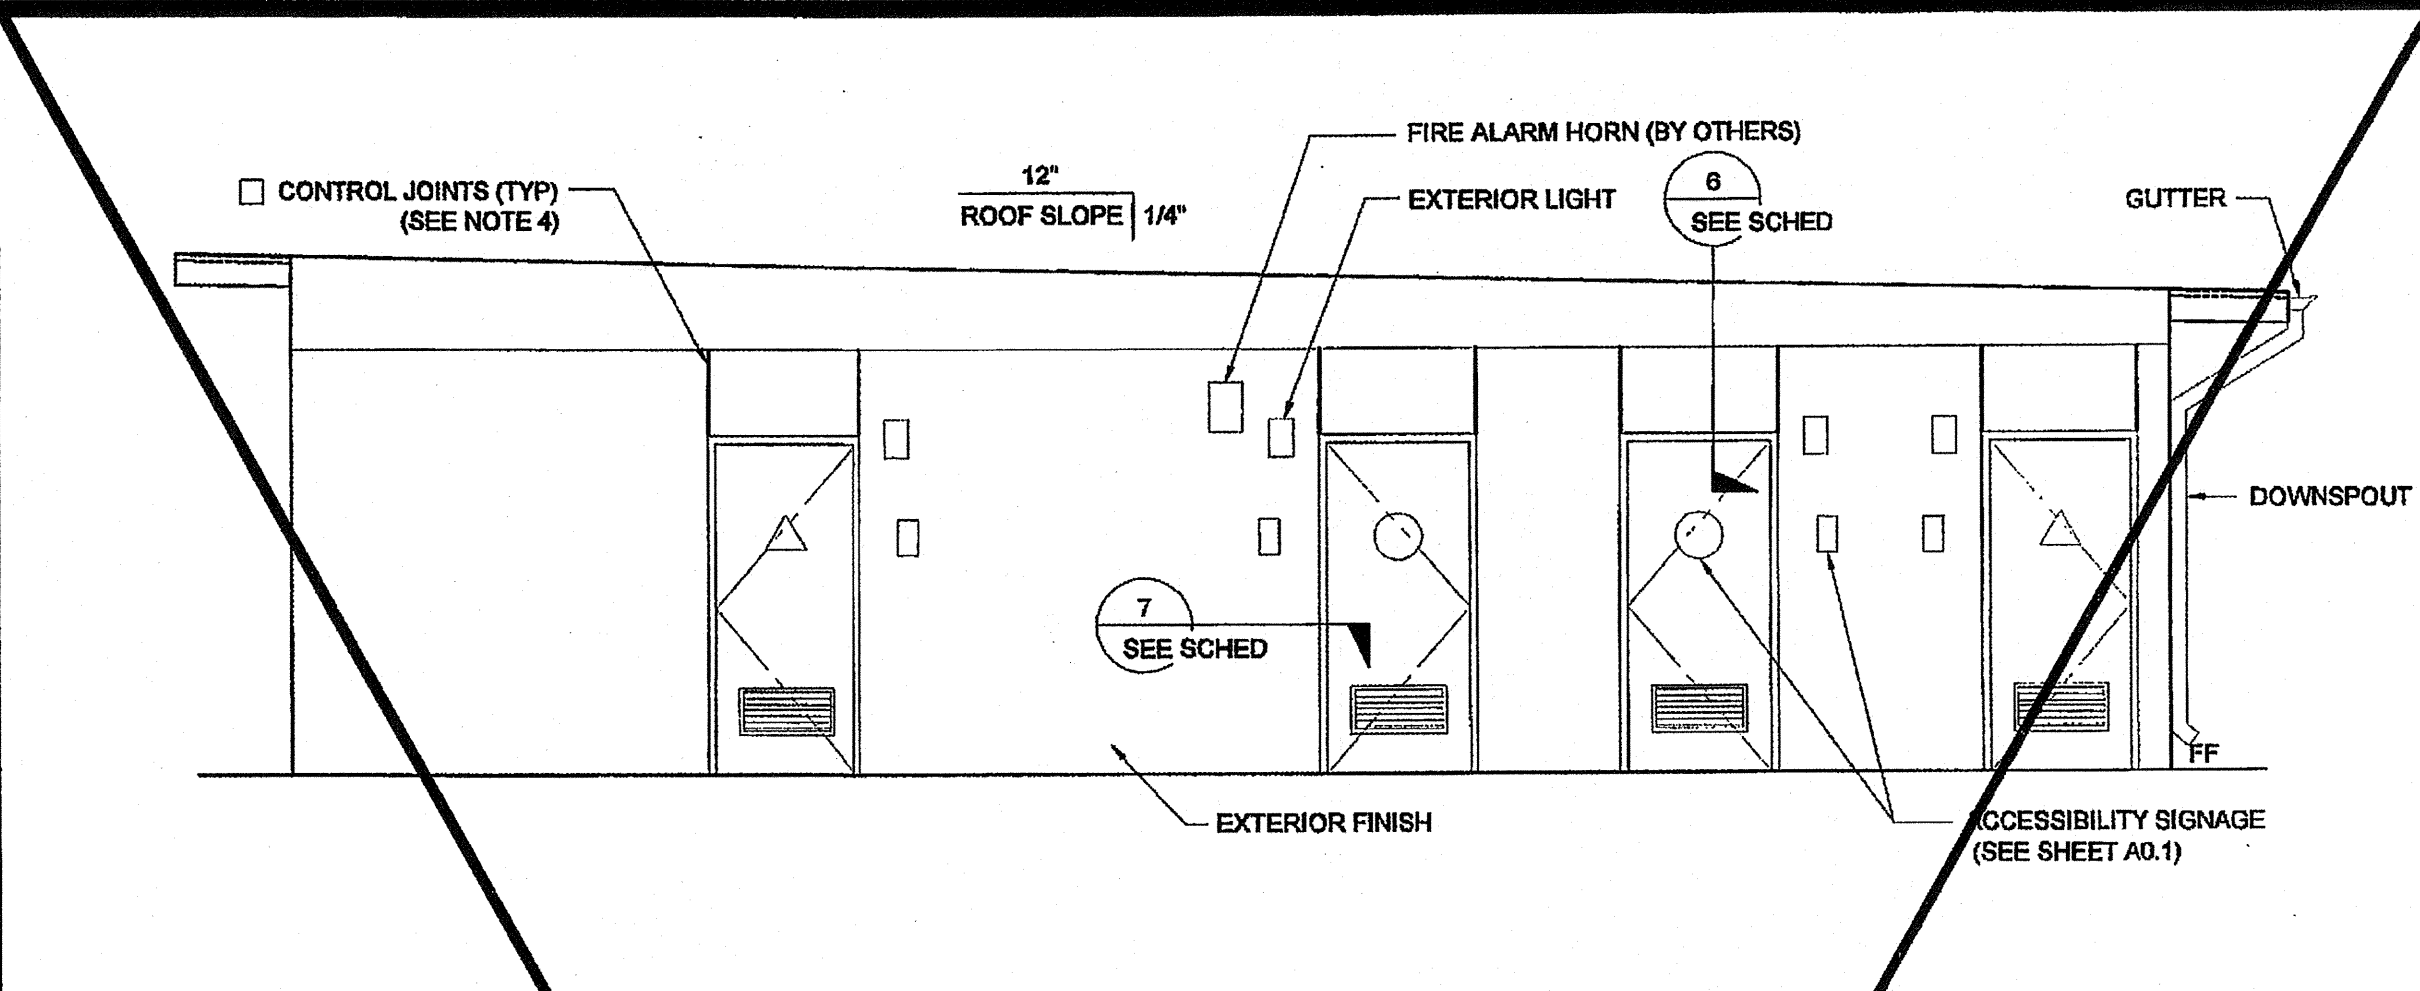 FIRE ALARM HORN (BY OTHERS)
CONTROL JOINTS (TYP)
(SEE NOTE 4)
12"
ROOF SLOPE 1/4"
EXTERIOR LIGHT
6
SEE SCHED
GUTTER
DOWNSPOUT
7
SEE SCHED
FF
EXTERIOR FINISH
ACCESSIBILITY SIGNAGE
(SEE SHEET A0.1)